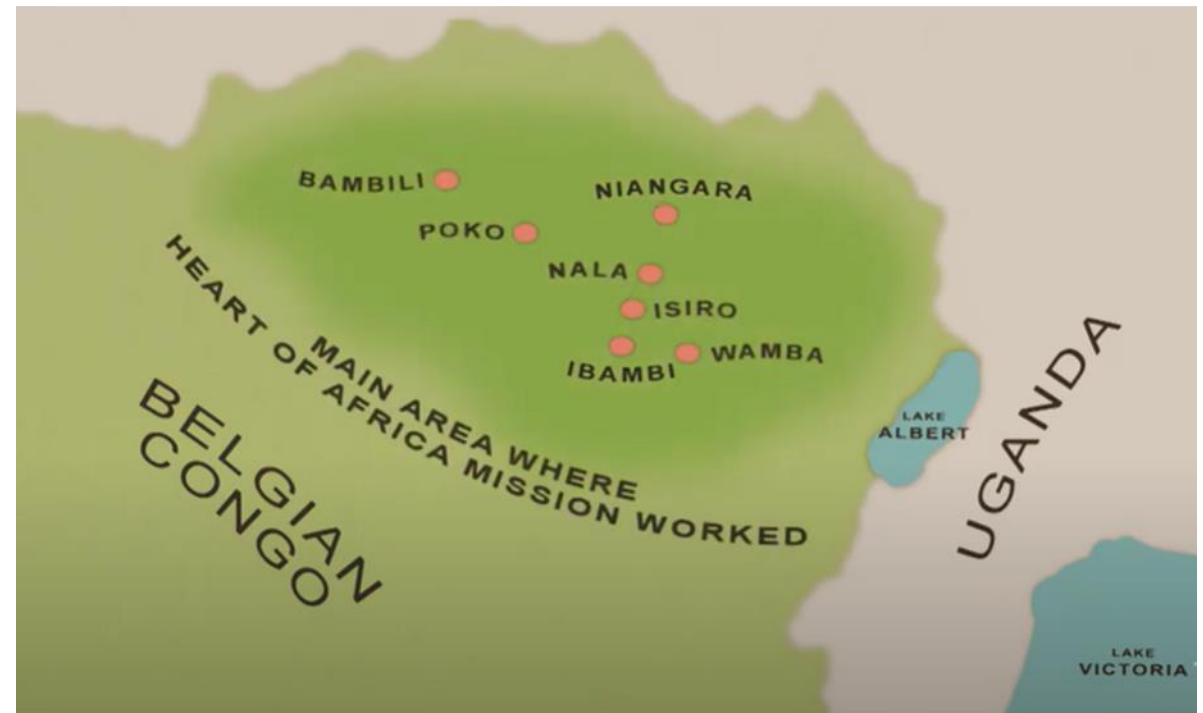 BAMBILI
NIANGARA
POKO
NALA
ISIRO
IBAMBI
WAMBA
MAIN AREA WHERE
HEART OF AFRICA MISSION WORKED
BELGIAN
CONGO
LAKE
ALBERT
UGANDA
LAKE
VICTORIA